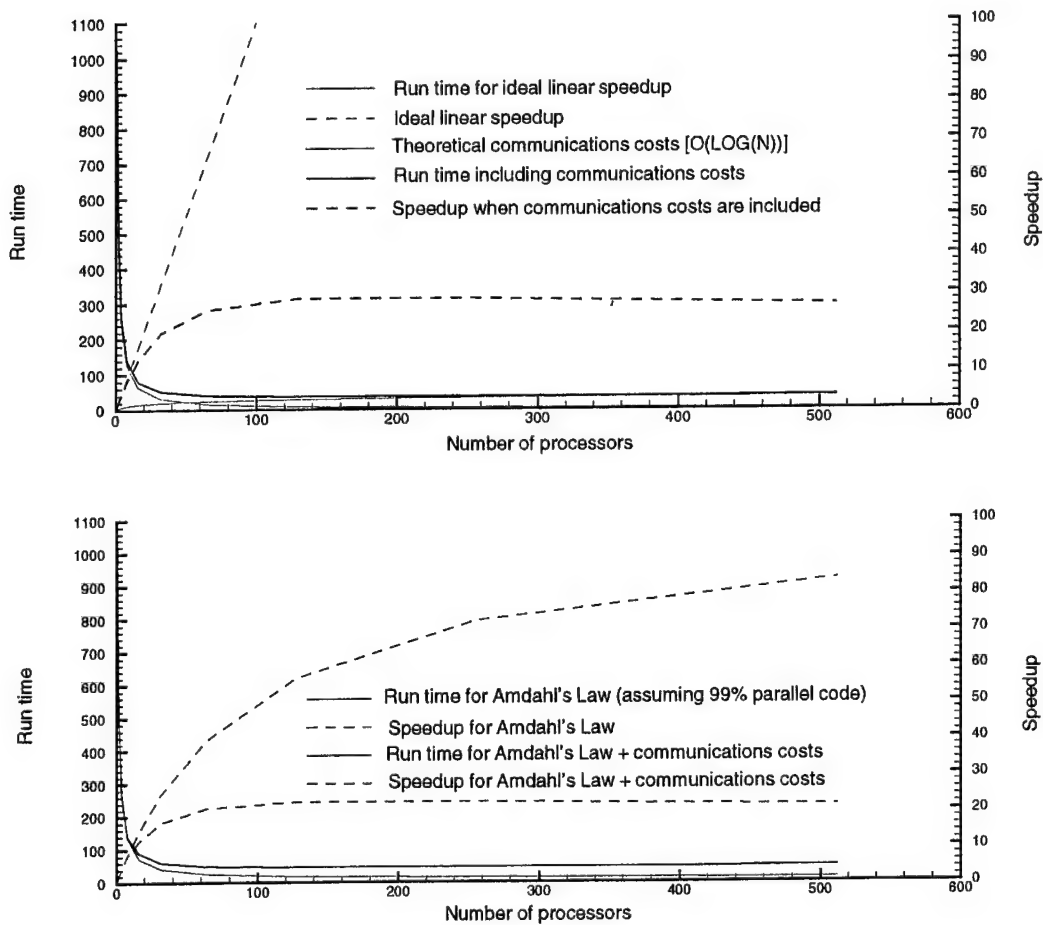 1100
1000
900
800
700
600
500
400
300
200
100
0
Run time
100
90
80
70
60
50
40
30
20
10
0
Speedup
Run time for ideal linear speedup
Ideal linear speedup
Theoretical communications costs [O(LOG(N))]
Run time including communications costs
Speedup when communications costs are included
0 100 200 300 400 500 600
Number of processors
1100
1000
900
800
700
600
500
400
300
200
100
0
Run time
100
90
80
70
60
50
40
30
20
10
0
Speedup
Run time for Amdahl's Law (assuming 99% parallel code)
Speedup for Amdahl's Law
Run time for Amdahl's Law + communications costs
Speedup for Amdahl's Law + communications costs
0 100 200 300 400 500 600
Number of processors